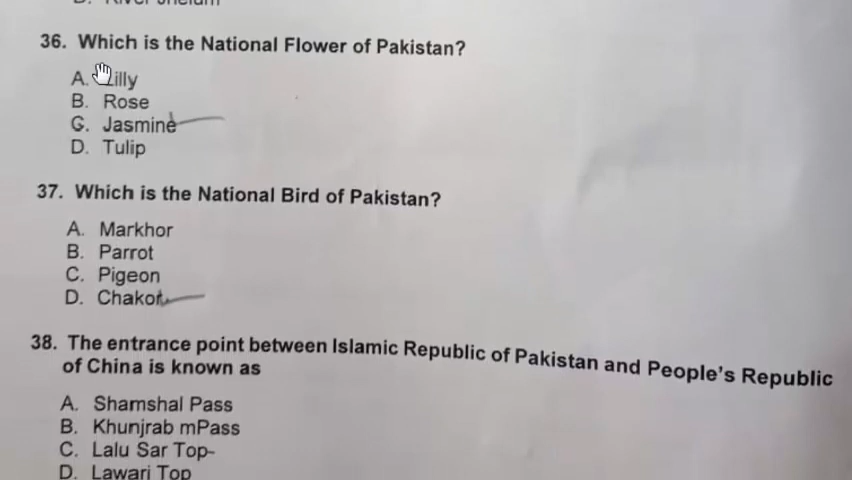 36. Which is the National Flower of Pakistan?
A. Lilly
B. Rose
C. Jasmine
D. Tulip
37. Which is the National Bird of Pakistan?
A. Markhor
B. Parrot
C. Pigeon
D. Chakor
38. The entrance point between Islamic Republic of Pakistan and People's Republic
of China is known as
A. Shamshal Pass
B. Khunjrab mPass
C. Lalu Sar Top-
D. Lawari Top